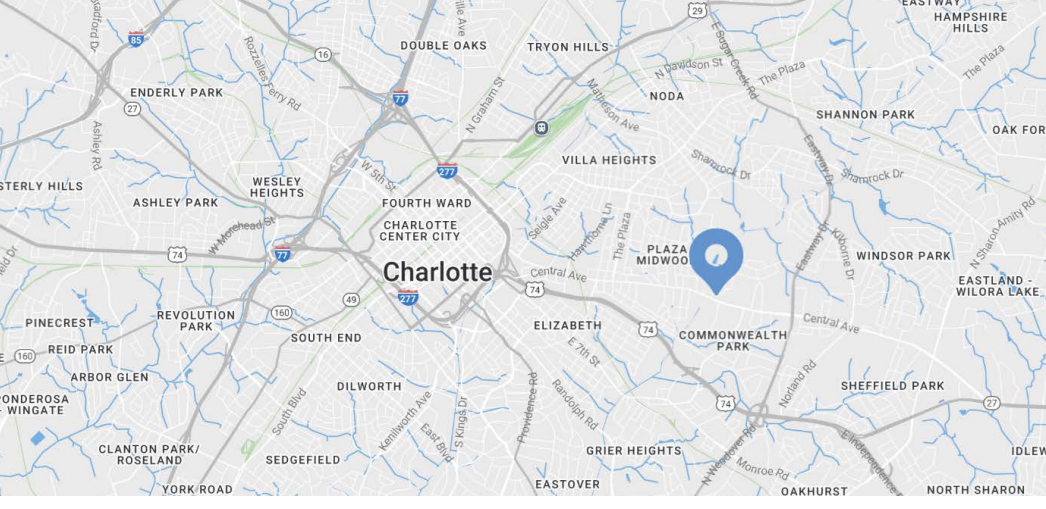 EASTWAY
HAMPSHIRE
HILLS
29
85
16
DOUBLE OAKS
TRYON HILLS
E Sugar Creek Rd
N Davidson St
The Plaza
The Plaza
Rozzelles Ferry Rd
ENDERLY PARK
77
27
N Graham St
Matheson Ave
NODA
SHANNON PARK
OAK FOR
Ashley Rd
277
VILLA HEIGHTS
Eastway Dr
Shamrock Dr
Shamrock Dr
STERLY HILLS
WESLEY
HEIGHTS
W 5th St
ASHLEY PARK
FOURTH WARD
Seigle Ave
Hawthorne Ln
The Plaza
N Sharon Amity Rd
W Morehead St
CHARLOTTE
CENTER CITY
74
77
Charlotte
PLAZA
MIDWOO
Eastway Dr
Kilborne Dr
WINDSOR PARK
Central Ave
74
EASTLAND -
WILORA LAKE
277
49
160
REVOLUTION
PARK
PINECREST
SOUTH END
ELIZABETH
74
Central Ave
COMMONWEALTH
PARK
160
REID PARK
E 7th St
ARBOR GLEN
DILWORTH
Norland Rd
SHEFFIELD PARK
PONDEROSA
- WINGATE
South Blvd
Kenilworth Ave
East Blvd
S Kings Dr
Providence Rd
Randolph Rd
74
27
CLANTON PARK/
ROSELAND
SEDGEFIELD
GRIER HEIGHTS
N Wendover Rd
Monroe Rd
E Independence
IDLEW
YORK ROAD
EASTOVER
OAKHURST
NORTH SHARON